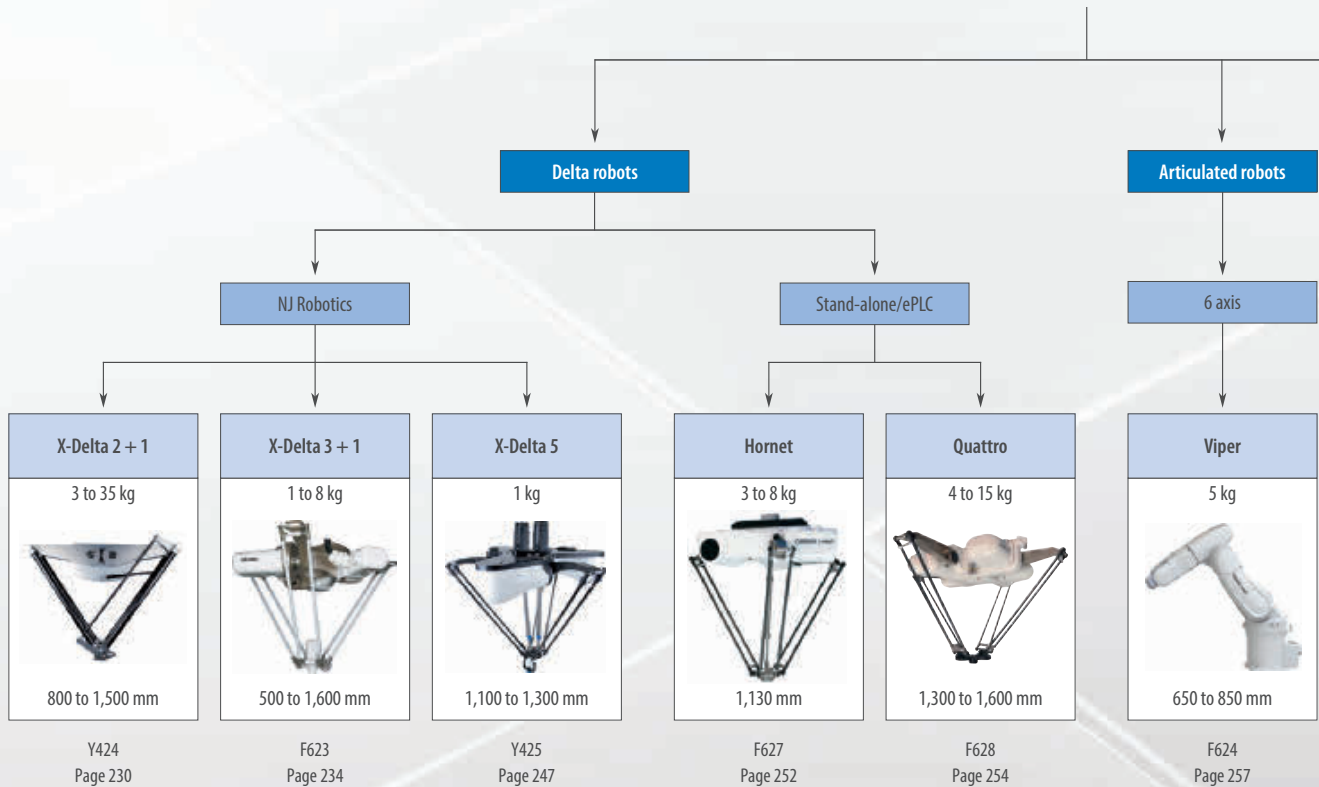 Delta robots
Articulated robots
NJ Robotics
Stand-alone/ePLC
6 axis
X-Delta 2 + 1
X-Delta 3 + 1
X-Delta 5
Hornet
Quattro
Viper
3 to 35 kg
1 to 8 kg
1 kg
3 to 8 kg
4 to 15 kg
5 kg
800 to 1,500 mm
500 to 1,600 mm
1,100 to 1,300 mm
1,130 mm
1,300 to 1,600 mm
650 to 850 mm
Y424
F623
Y425
F627
F628
F624
Page 230
Page 234
Page 247
Page 252
Page 254
Page 257